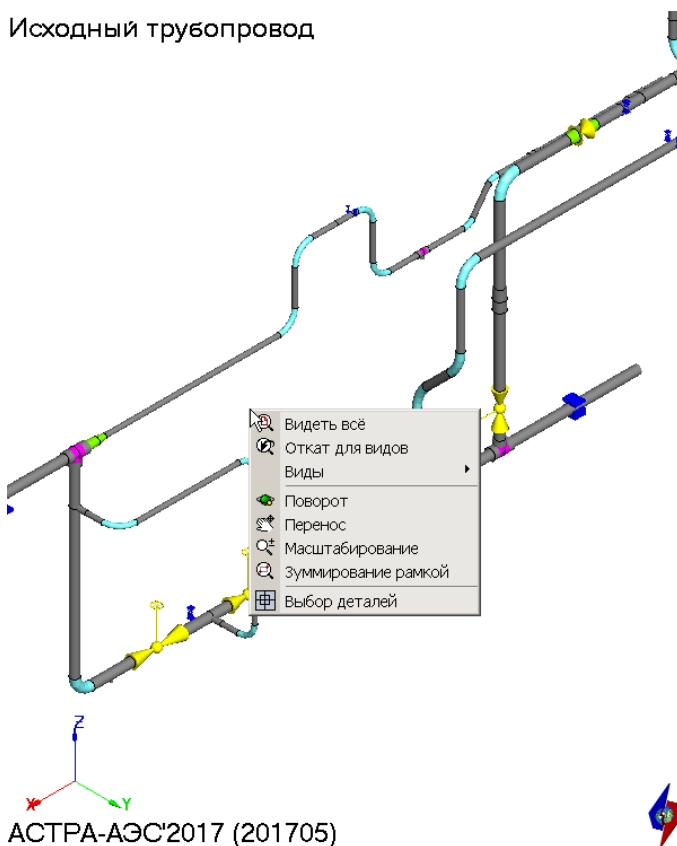 Исходный трубопровод
Видеть всё
Откат для видов
Виды
Поворот
Перенос
Масштабирование
Зуммирование рамкой
Выбор деталей
Z
X
Y
АСТРА-АЭС'2017 (201705)